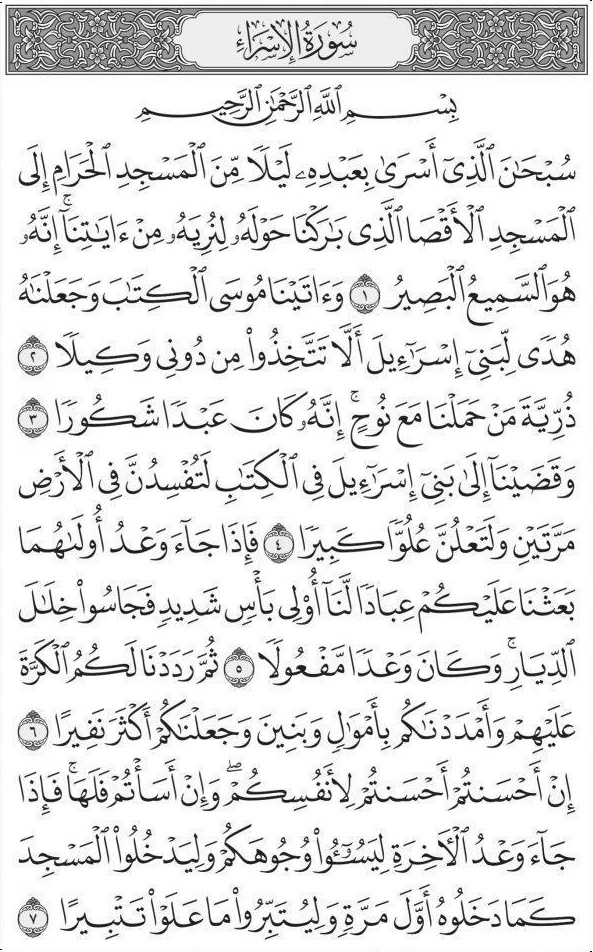 سُورَةُ الإِسۡرَاءِ
بِسۡمِ ٱللَّهِ ٱلرَّحۡمَٰنِ ٱلرَّحِيمِ
سُبۡحَٰنَ ٱلَّذِيٓ أَسۡرَىٰ بِعَبۡدِهِۦ لَيۡلٗا مِّنَ ٱلۡمَسۡجِدِ ٱلۡحَرَامِ إِلَى
ٱلۡمَسۡجِدِ ٱلۡأَقۡصَا ٱلَّذِي بَٰرَكۡنَا حَوۡلَهُۥ لِنُرِيَهُۥ مِنۡ ءَايَٰتِنَآۚ إِنَّهُۥ
هُوَ ٱلسَّمِيعُ ٱلۡبَصِيرُ ١ وَءَاتَيۡنَا مُوسَى ٱلۡكِتَٰبَ وَجَعَلۡنَٰهُ
هُدٗى لِّبَنِيٓ إِسۡرَٰٓءِيلَ أَلَّا تَتَّخِذُواْ مِن دُونِي وَكِيلٗا ٢
ذُرِّيَّةَ مَنۡ حَمَلۡنَا مَعَ نُوحٍۚ إِنَّهُۥ كَانَ عَبۡدٗا شَكُورٗا ٣
وَقَضَيۡنَآ إِلَىٰ بَنِيٓ إِسۡرَٰٓءِيلَ فِي ٱلۡكِتَٰبِ لَتُفۡسِدُنَّ فِي ٱلۡأَرۡضِ
مَرَّتَيۡنِ وَلَتَعۡلُنَّ عُلُوّٗا كَبِيرٗا ٤ فَإِذَا جَآءَ وَعۡدُ أُولَىٰهُمَا
بَعَثۡنَا عَلَيۡكُمۡ عِبَادٗا لَّنَآ أُوْلِي بَأۡسٖ شَدِيدٖ فَجَاسُواْ خِلَٰلَ
ٱلدِّيَارِۚ وَكَانَ وَعۡدٗا مَّفۡعُولٗا ٥ ثُمَّ رَدَدۡنَا لَكُمُ ٱلۡكَرَّةَ
عَلَيۡهِمۡ وَأَمۡدَدۡنَٰكُم بِأَمۡوَٰلٖ وَبَنِينَ وَجَعَلۡنَٰكُمۡ أَكۡثَرَ نَفِيرًا ٦
إِنۡ أَحۡسَنتُمۡ أَحۡسَنتُمۡ لِأَنفُسِكُمۡۖ وَإِنۡ أَسَأۡتُمۡ فَلَهَاۚ فَإِذَا
جَآءَ وَعۡدُ ٱلۡأٓخِرَةِ لِيَسُـُٔواْ وُجُوهَكُمۡ وَلِيَدۡخُلُواْ ٱلۡمَسۡجِدَ
كَمَا دَخَلُوهُ أَوَّلَ مَرَّةٖ وَلِيُتَبِّرُواْ مَا عَلَوۡاْ تَتۡبِيرًا ٧